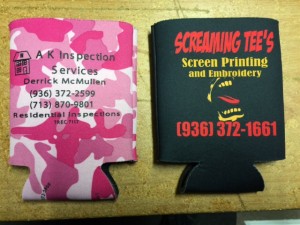 A K Inspection
Services
Derrick McMullen
(936) 372-2599
(713) 870-9801
Residential Inspections
SCREAMING TEE'S
Screen Printing
and Embroidery
(936) 372-1661